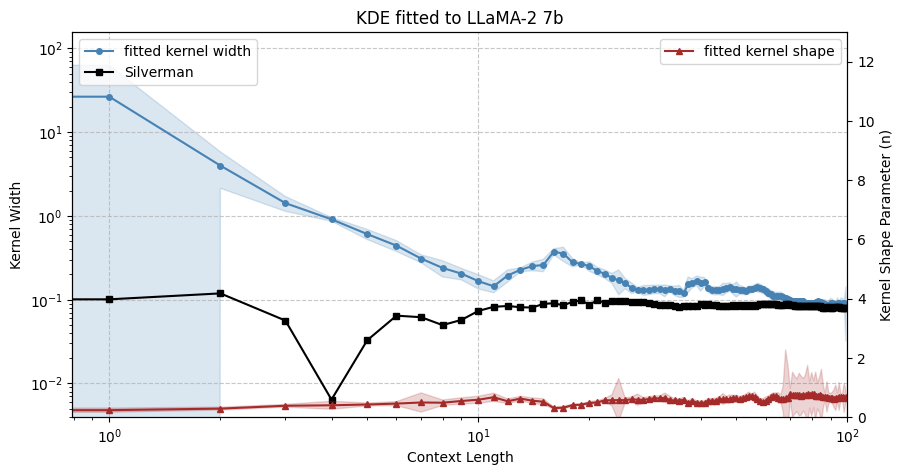 KDE fitted to LLaMA-2 7b
fitted kernel width
Silverman
fitted kernel shape
Kernel Width
10²
10¹
10⁰
10⁻¹
10⁻²
Kernel Shape Parameter (n)
12
10
8
6
4
2
0
10⁰ 10¹ 10²
Context Length